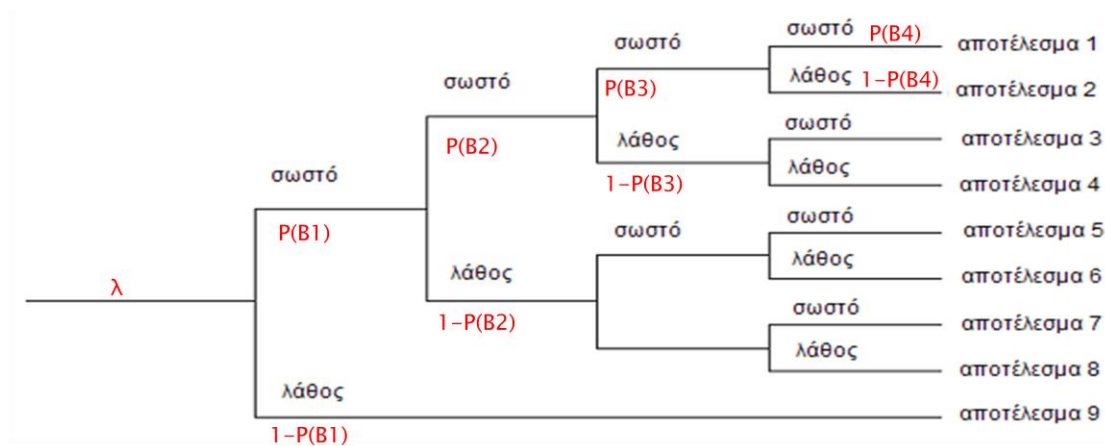 σωστό P(B4) αποτέλεσμα 1
σωστό
λάθος 1-P(B4) αποτέλεσμα 2
σωστό P(B3)
σωστό αποτέλεσμα 3
P(B2) λάθος
λάθος αποτέλεσμα 4
σωστό 1-P(B3)
P(B1) σωστό σωστό αποτέλεσμα 5
λάθος λάθος αποτέλεσμα 6
λ
1-P(B2) σωστό αποτέλεσμα 7
λάθος αποτέλεσμα 8
λάθος
αποτέλεσμα 9
1-P(B1)